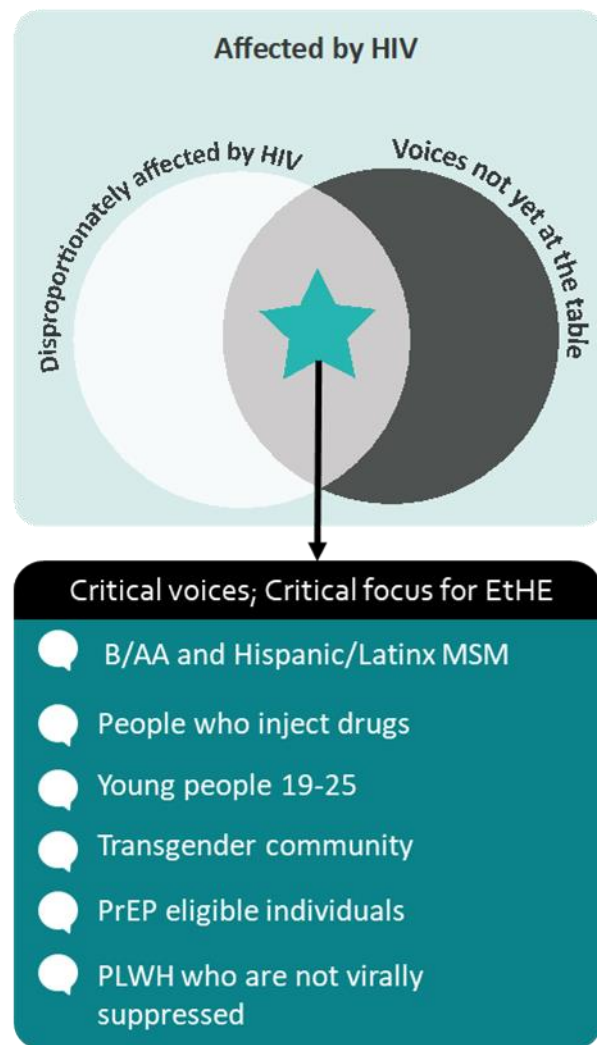 Affected by HIV
Disproportionately affected by HIV
Voices not yet at the table
Critical voices; Critical focus for EtHE
B/AA and Hispanic/Latinx MSM
People who inject drugs
Young people 19-25
Transgender community
PrEP eligible individuals
PLWH who are not virally
suppressed